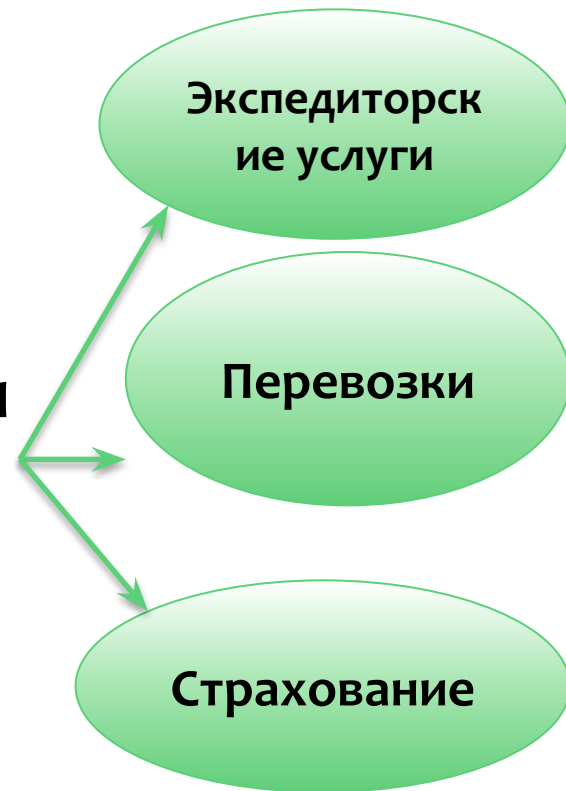 Экспедиторск
ие услуги
Перевозки
Страхование